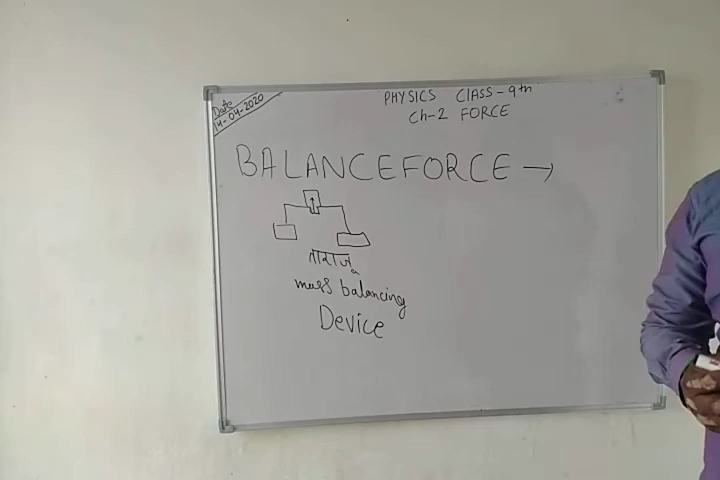 Date
14-04-2020
PHYSICS CLASS-9th
Ch-2 FORCE
BALANCEFORCE →
ताराजू
mass balancing
Device